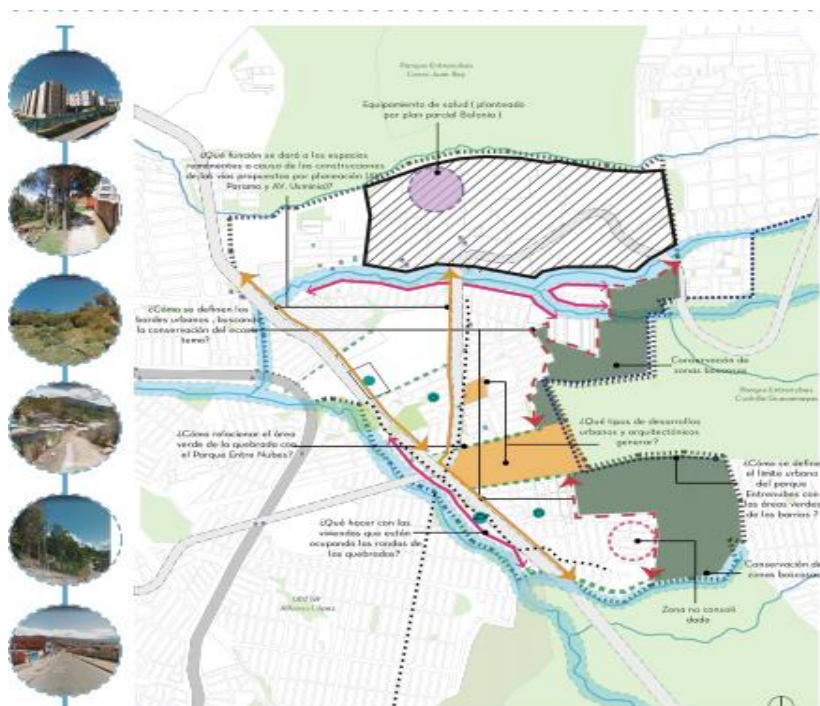 Parque Entrenubes
Cerro Juan Rey
Equipamiento de salud ( planteado
por plan parcial Bolonia )
¿Qué función se dará a los espacios
a causa de las construcciones
de las vías propuestos por planeación
Paramo y AV. Usminia)?
¿Cómo se definen los
bordes urbanos , buscando
la conservación del ecosis
tema?
Conservación de
zonas boscosas
Parque Entrenubes
Cuchilla Guacamayas
¿Qué tipos de desarrollos
urbanos y arquitectónicos
generar?
¿Cómo relacionar el área
verde de la quebrada con
el Parque Entre Nubes?
¿Cómo se define
el límite urbano
del parque
Entrenubes con
las áreas verdes
de los barrios ?
¿Qué hacer con las
viviendas que están
ocupando las rondas de
las quebradas?
Conservación de
zonas boscosas
Zona no consoli
dada
Alfonso López